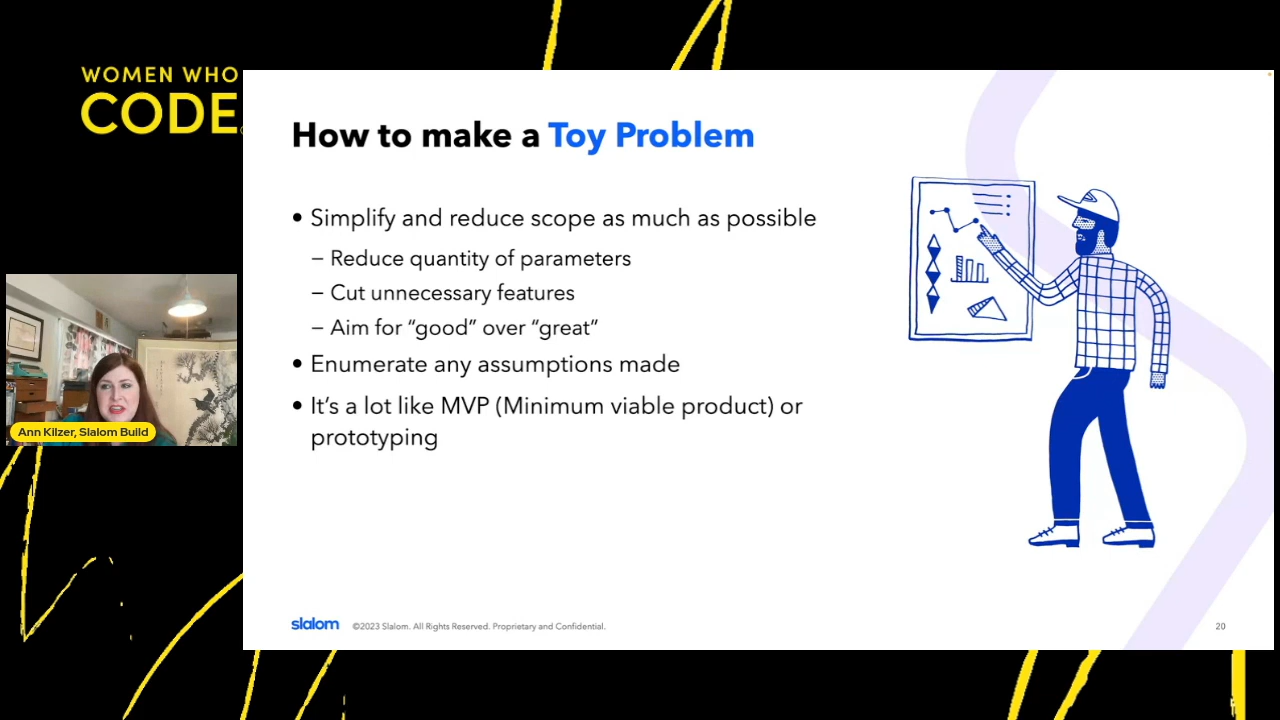 WOMEN WHO
CODE
How to make a Toy Problem
• Simplify and reduce scope as much as possible
– Reduce quantity of parameters
– Cut unnecessary features
– Aim for “good” over “great”
• Enumerate any assumptions made
• It’s a lot like MVP (Minimum viable product) or
prototyping
Ann Kilzer, Slalom Build
slalom ©2023 Slalom. All Rights Reserved. Proprietary and Confidential.
20